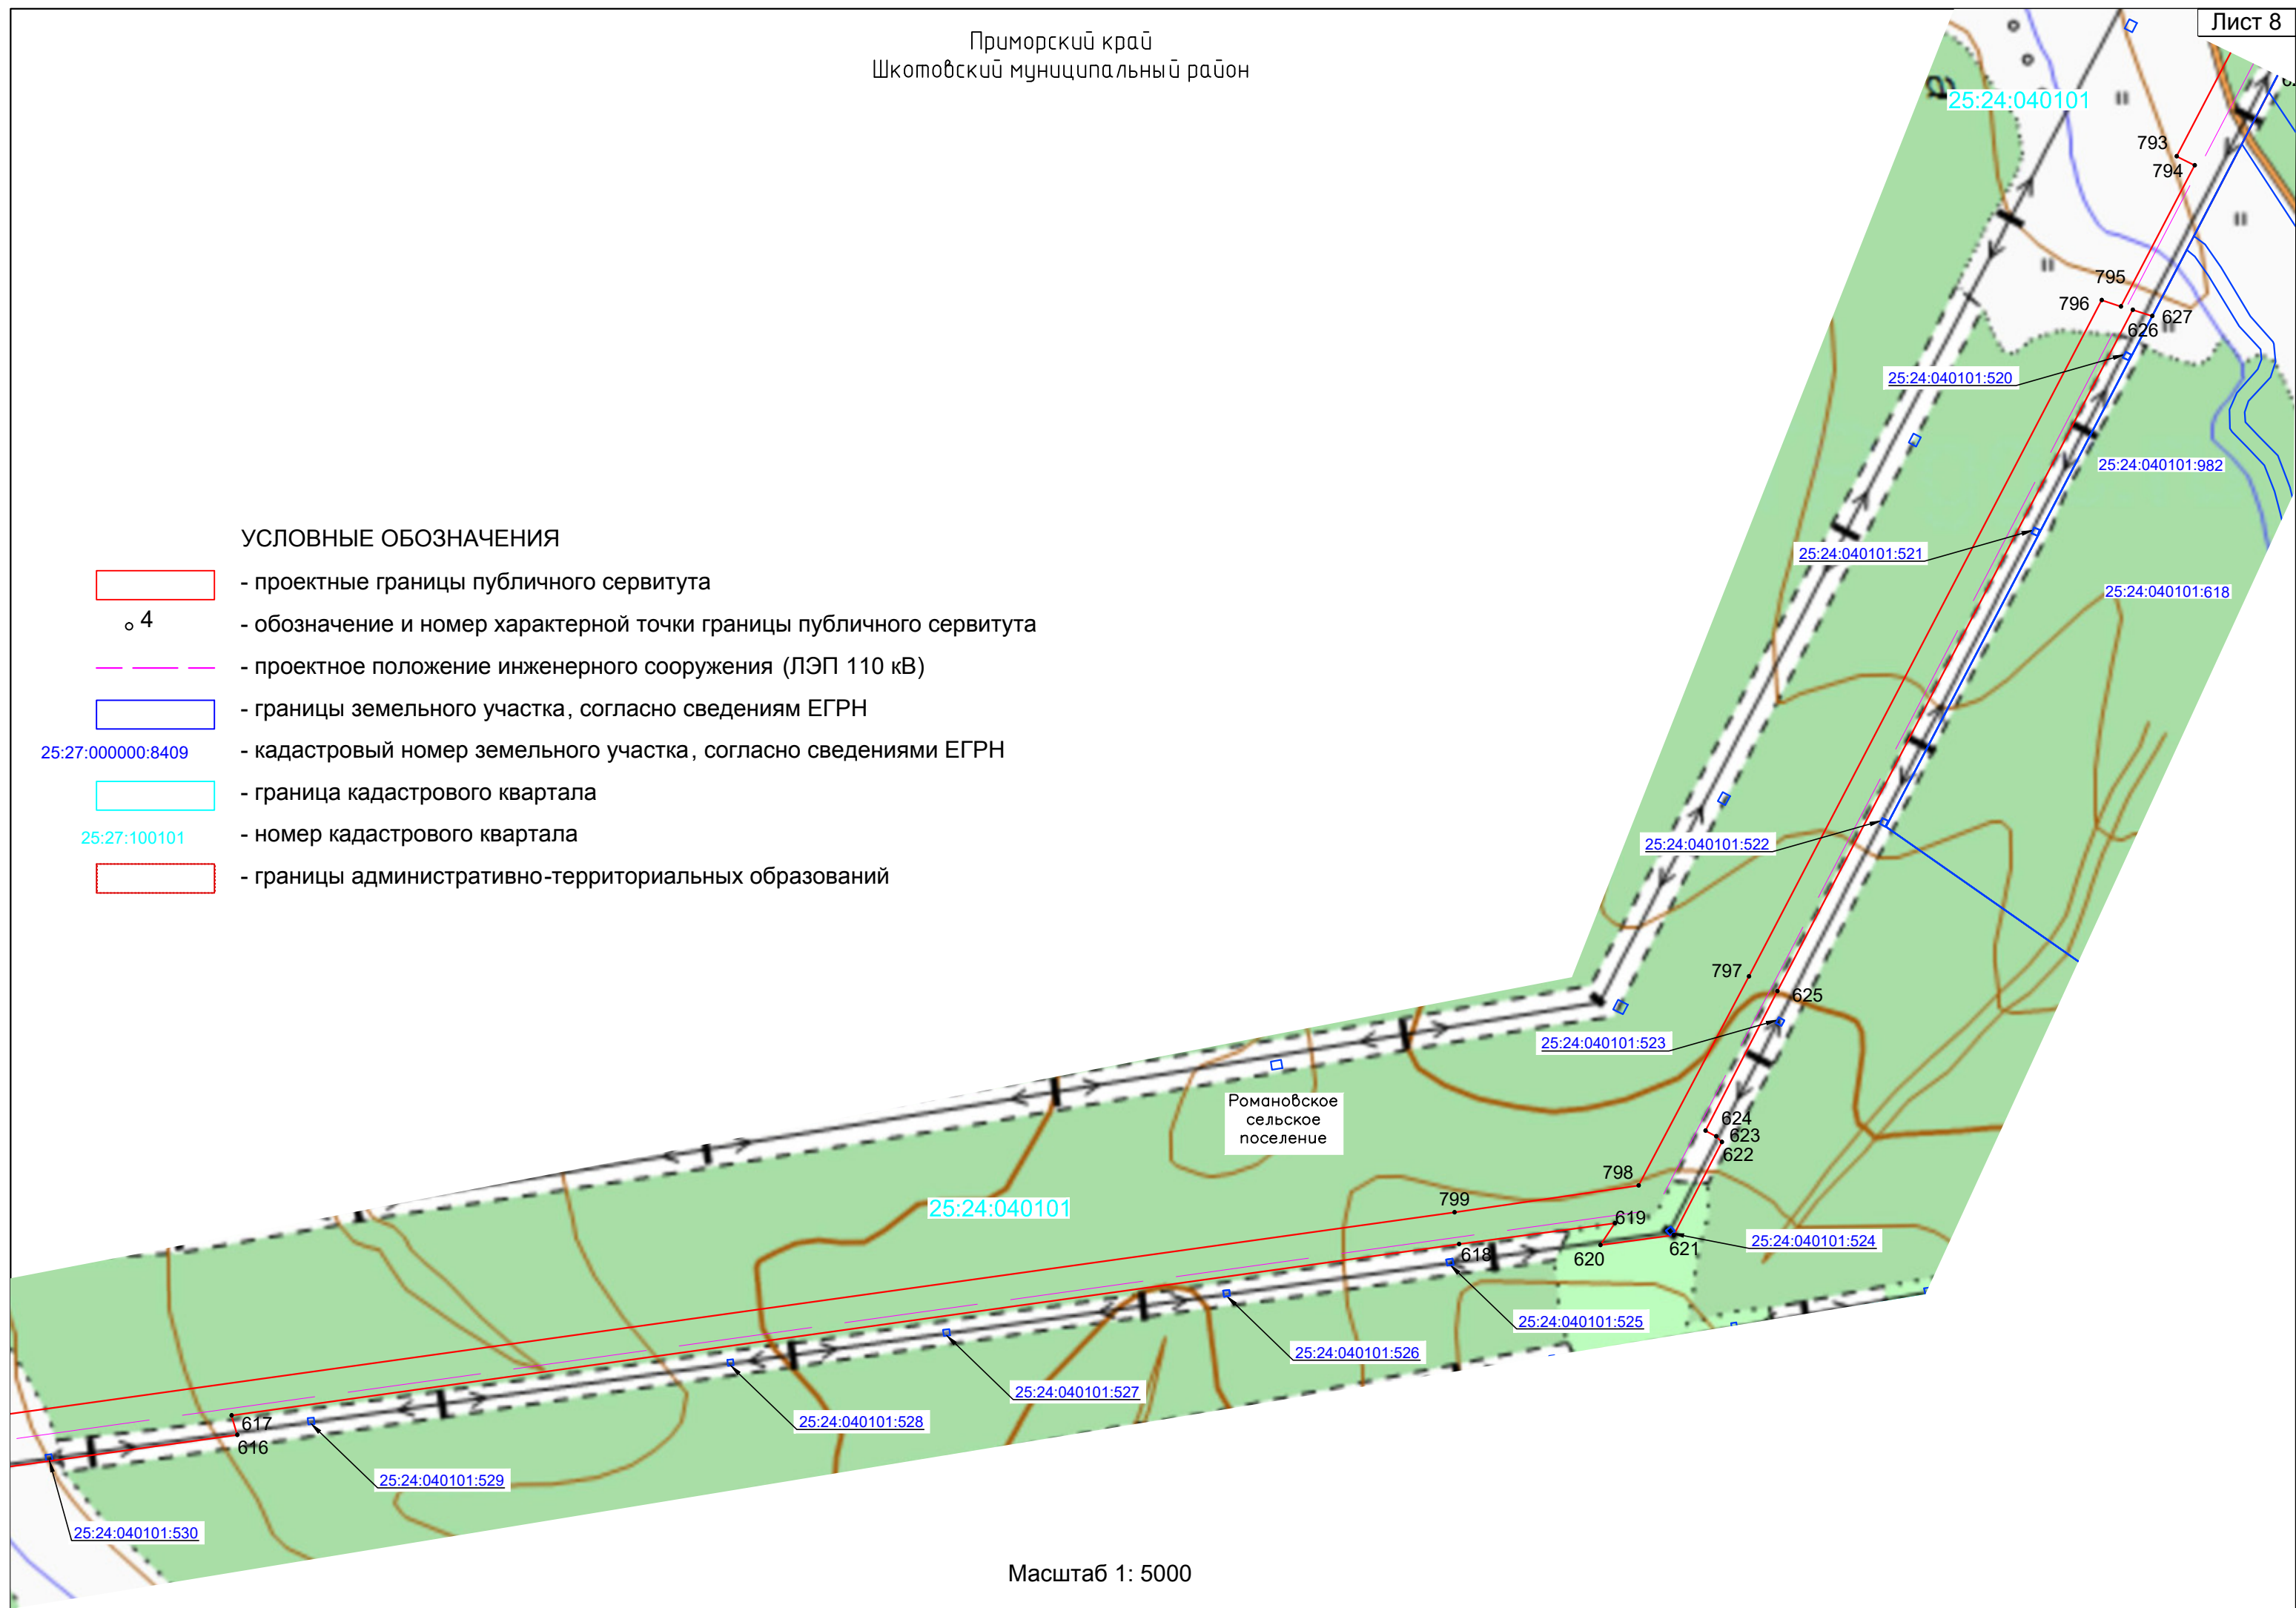 Лист 8
Приморский край
Шкотовский муниципальный район
25:24:040101
793
794
795
796
627
626
25:24:040101:520
25:24:040101:982
25:24:040101:521
25:24:040101:618
УСЛОВНЫЕ ОБОЗНАЧЕНИЯ
- проектные границы публичного сервитута
4 - обозначение и номер характерной точки границы публичного сервитута
- проектное положение инженерного сооружения (ЛЭП 110 кВ)
- границы земельного участка, согласно сведениям ЕГРН
25:27:000000:8409 - кадастровый номер земельного участка, согласно сведениями ЕГРН
- граница кадастрового квартала
25:27:100101 - номер кадастрового квартала
- границы административно-территориальных образований
25:24:040101:522
797
625
25:24:040101:523
Романовское
сельское
поселение
624
623
622
798
799
25:24:040101
619
618
620
621
25:24:040101:524
25:24:040101:525
25:24:040101:526
25:24:040101:527
25:24:040101:528
617
616
25:24:040101:529
25:24:040101:530
Масштаб 1: 5000